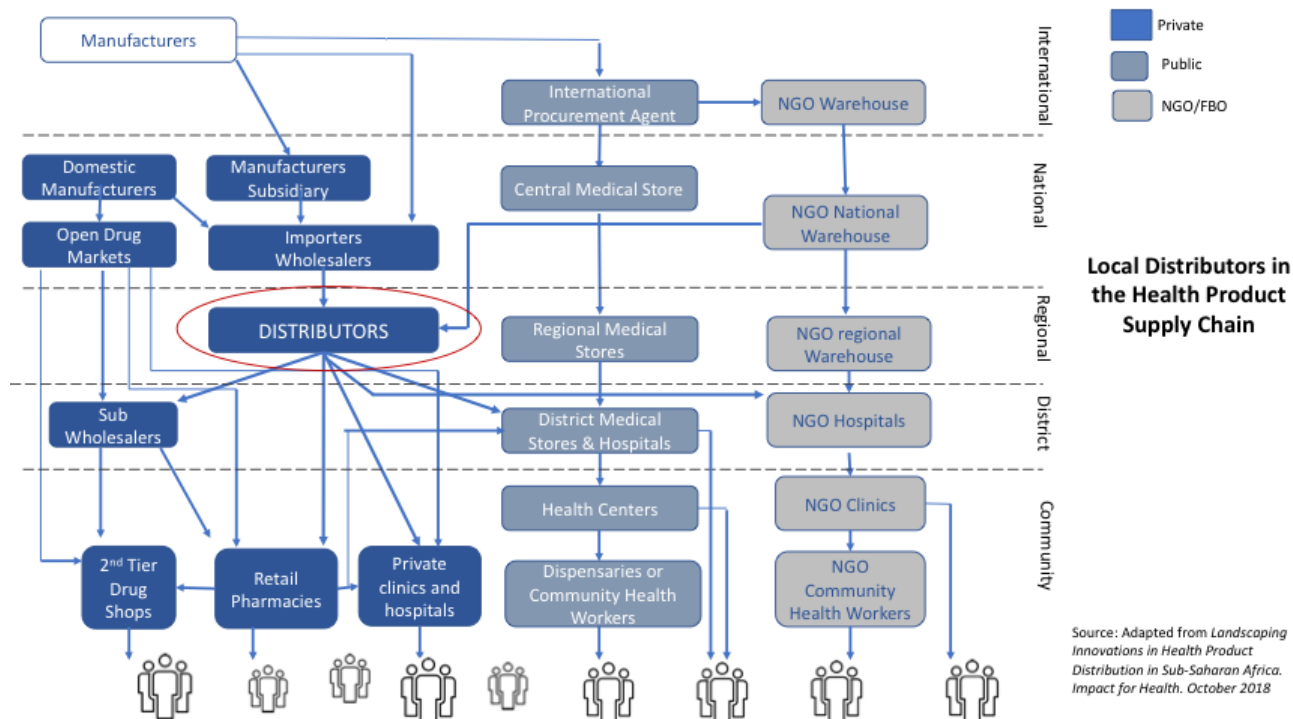 Manufacturers
International
Procurement Agent
NGO Warehouse
International
Private
Public
NGO/FBO
Domestic
Manufacturers
Manufacturers
Subsidiary
Central Medical Store
NGO National
Warehouse
National
Open Drug
Markets
Importers
Wholesalers
Local Distributors in
the Health Product
Supply Chain
DISTRIBUTORS
Regional Medical
Stores
NGO regional
Warehouse
Regional
Sub
Wholesalers
District Medical
Stores & Hospitals
NGO Hospitals
District
Health Centers
NGO Clinics
Community
2nd Tier
Drug
Shops
Retail
Pharmacies
Private
clinics and
hospitals
Dispensaries or
Community Health
Workers
NGO
Community
Health Workers
Source: Adapted from Landscaping
Innovations in Health Product
Distribution in Sub-Saharan Africa.
Impact for Health. October 2018